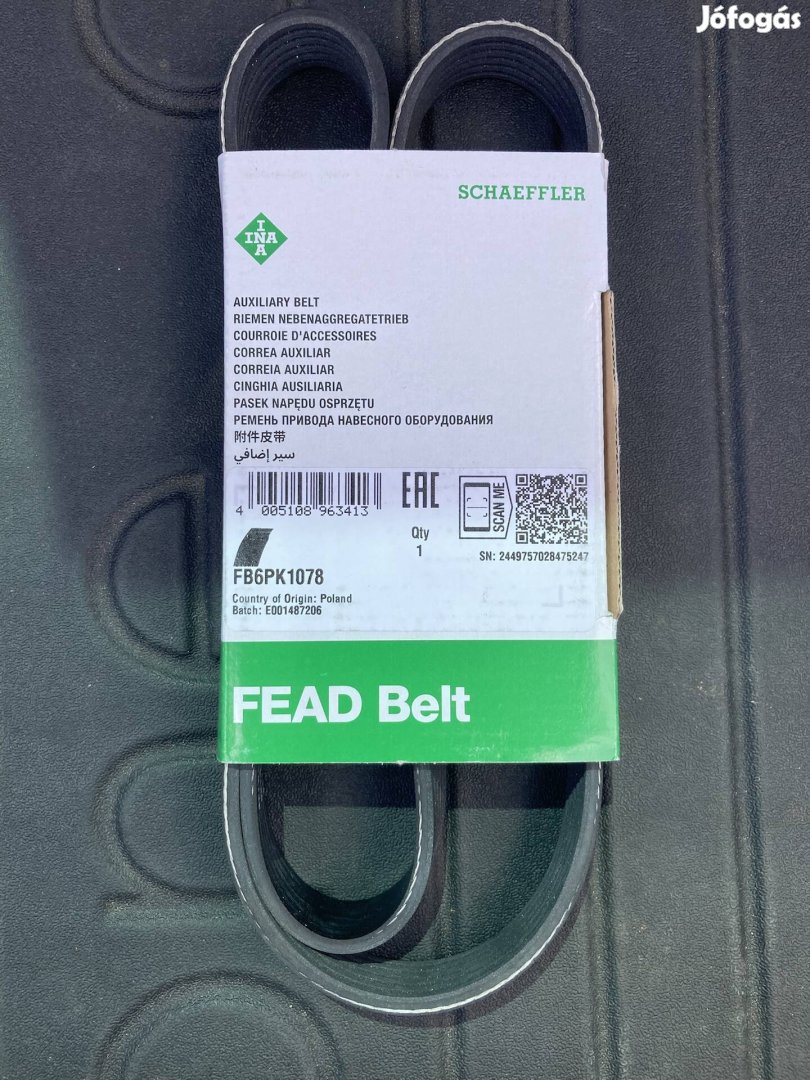 Jófogás
SCHAEFFLER
INA
INA
AUXILIARY BELT
RIEMEN NEBENAGGREGATETRIEB
COURROIE D'ACCESSOIRES
CORREA AUXILIAR
CORREIA AUXILIAR
CINGHIA AUSILIARIA
PASEK NAPĘDU OSPRZĘTU
РЕМЕНЬ ПРИВОДА НАВЕСНОГО ОБОРУДОВАНИЯ
附件皮带
سير إضافي
4 005108 963413
EAC
Qty
1
SCAN ME
SN: 2449757028475247
FB6PK1078
Country of Origin: Poland
Batch: E001487206
FEAD Belt